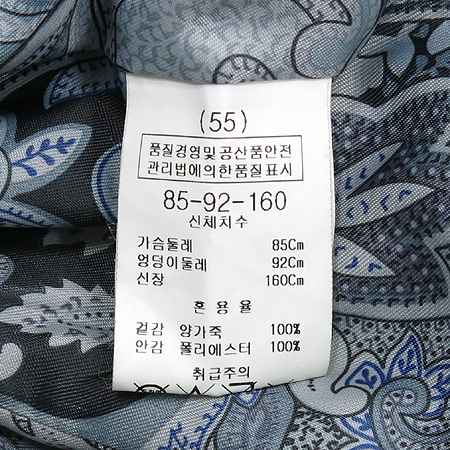 (55)
품질경영및공산품안전
관리법에의한품질표시
85-92-160
신체치수
가슴둘레 85Cm
엉덩이둘레 92Cm
신장 160Cm
혼용율
겉감 양가죽 100%
안감 폴리에스터 100%
취급주의